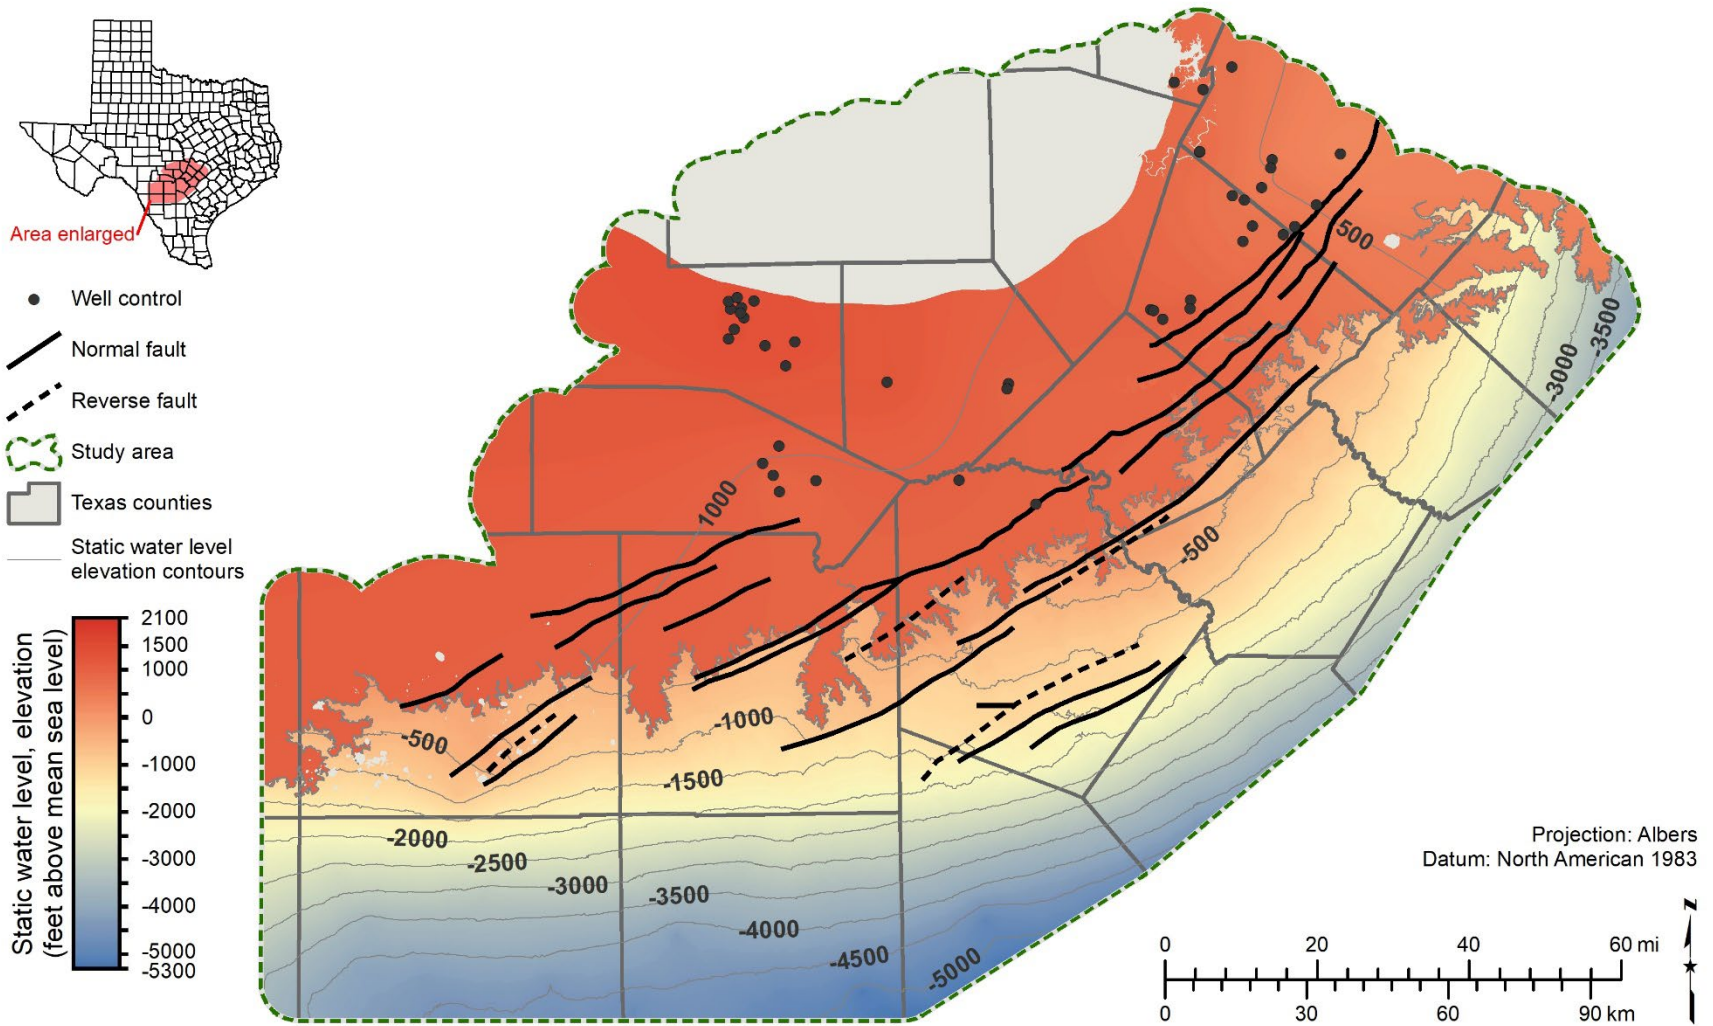 Area enlarged
Well control
Normal fault
Reverse fault
Study area
Texas counties
Static water level
elevation contours
Static water level, elevation
(feet above mean sea level)
2100
1500
1000
0
-1000
-2000
-3000
-4000
-5000
-5300
500
-3500
-3000
1000
-500
-500
-1000
-1500
-2000
-2500
-3000
-3500
-4000
-4500
-5000
Projection: Albers
Datum: North American 1983
N
0 20 40 60 mi
0 30 60 90 km